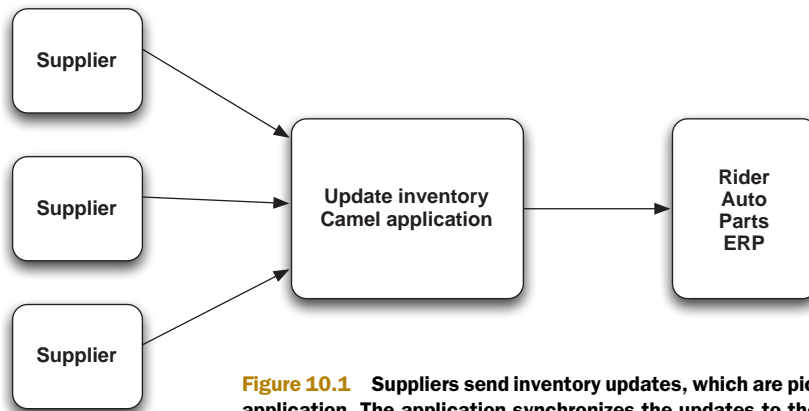 Supplier
Supplier
Supplier
Update inventory
Camel application
Rider
Auto
Parts
ERP
Figure 10.1 Suppliers send inventory updates, which are
application. The application synchronizes the updates to